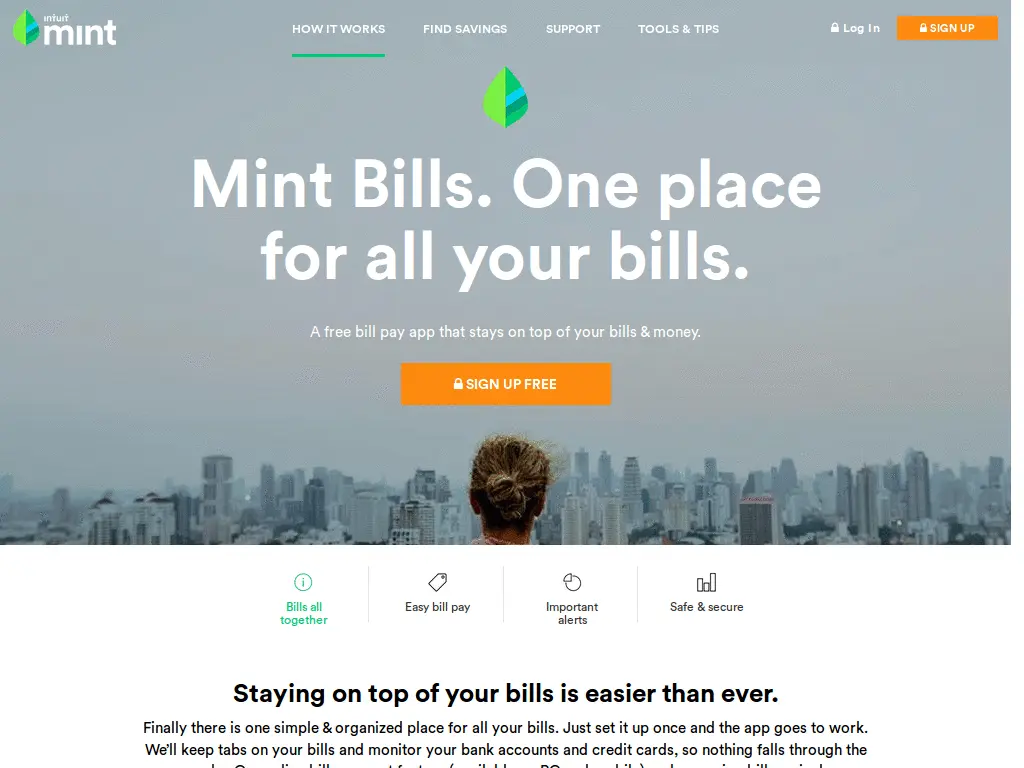 intuit
mint
HOW IT WORKS
FIND SAVINGS
SUPPORT
TOOLS & TIPS
Log In
SIGN UP
Mint Bills. One place
for all your bills.
A free bill pay app that stays on top of your bills & money.
SIGN UP FREE
Bills all
together
Easy bill pay
Important
alerts
Safe & secure
Staying on top of your bills is easier than ever.
Finally there is one simple & organized place for all your bills. Just set it up once and the app goes to work.
We’ll keep tabs on your bills and monitor your bank accounts and credit cards, so nothing falls through the